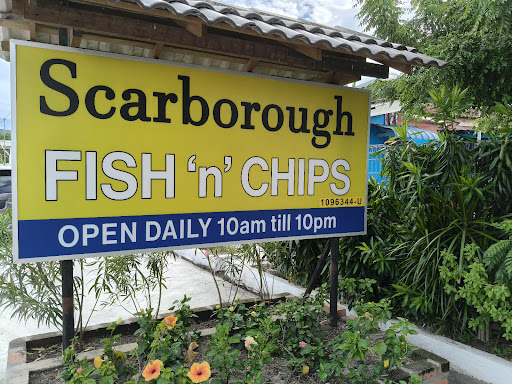 Scarborough
FISH 'n' CHIPS
1096344-U
OPEN DAILY 10am till 10pm